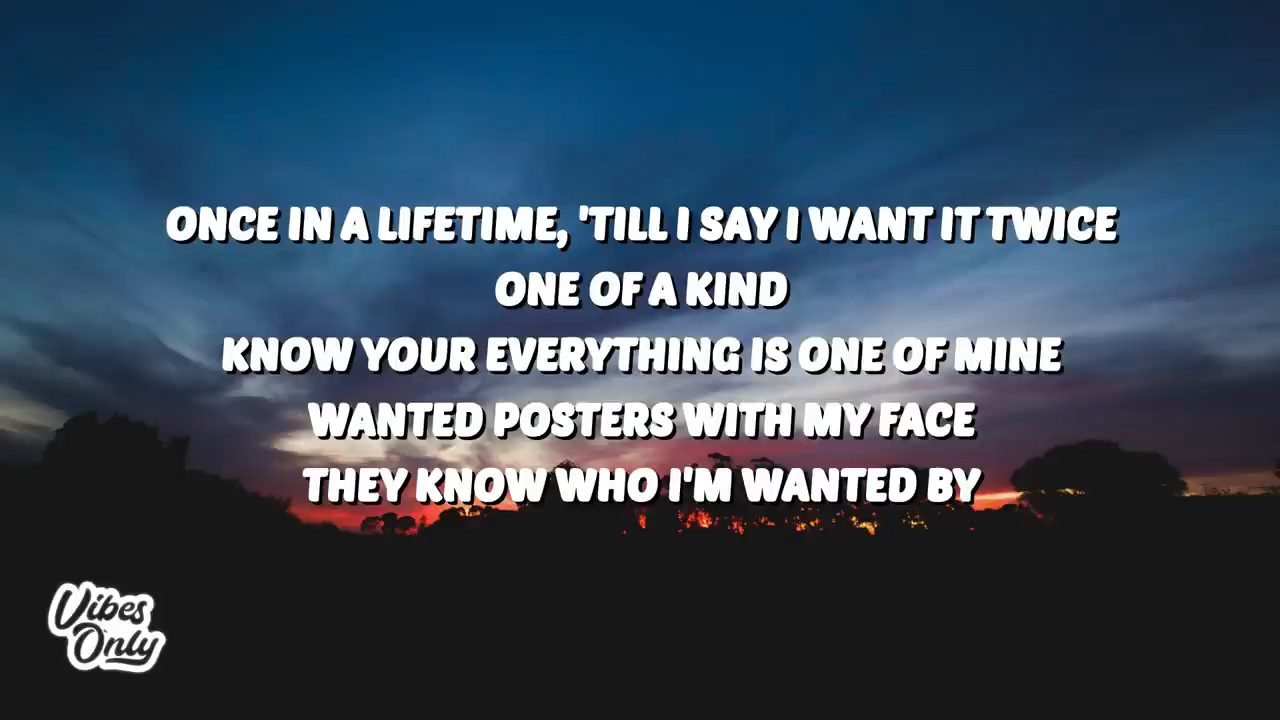 ONCE IN A LIFETIME, 'TILL I SAY I WANT IT TWICE
ONE OF A KIND
KNOW YOUR EVERYTHING IS ONE OF MINE
WANTED POSTERS WITH MY FACE
THEY KNOW WHO I'M WANTED BY
Vibes
Only